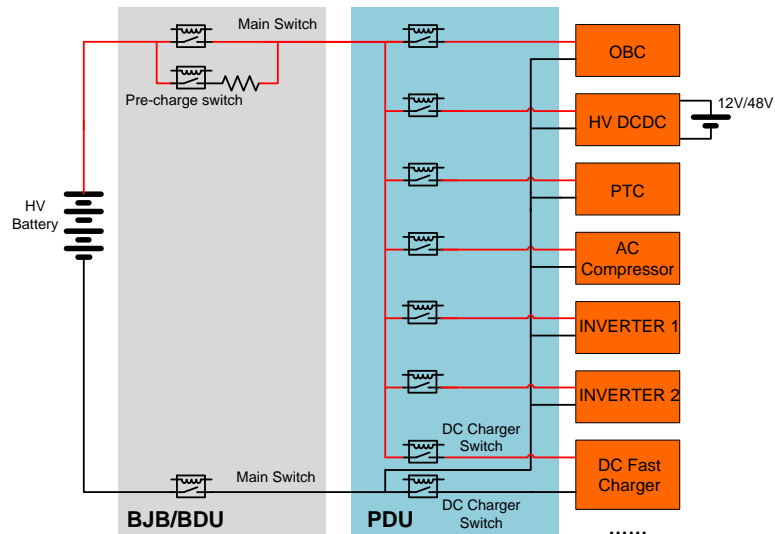 Main Switch
OBC
Pre-charge switch
12V/48V
HV DCDC
PTC
HV
Battery
AC
Compressor
INVERTER 1
INVERTER 2
DC Charger
Switch
DC Fast
Charger
Main Switch
DC Charger
Switch
BJB/BDU
PDU
......